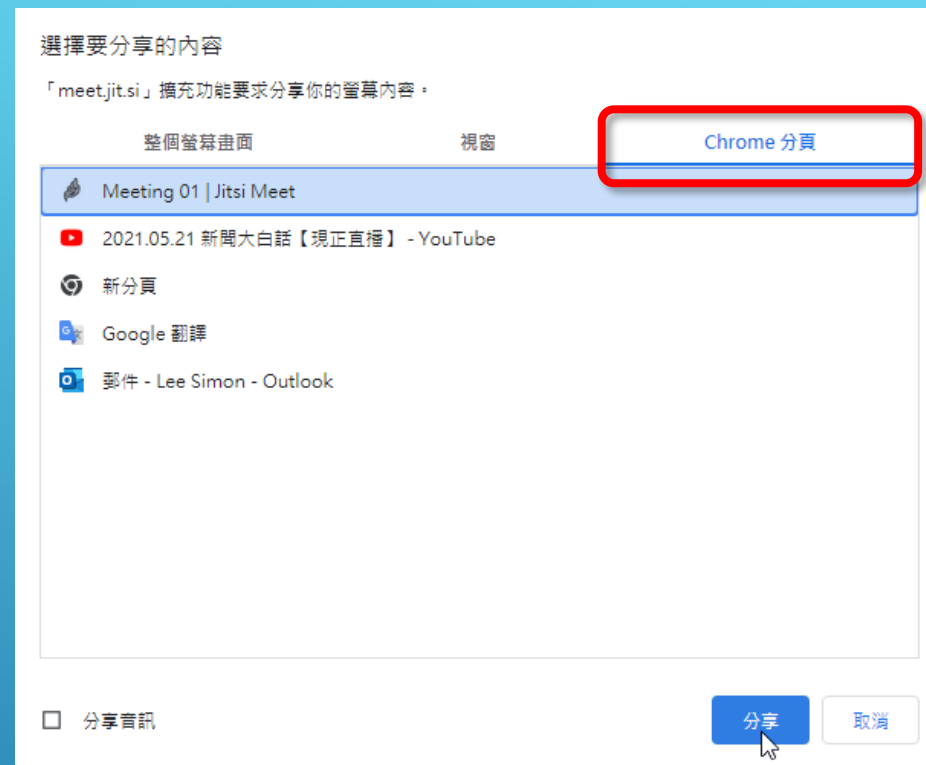 選擇要分享的內容
「meet.jit.si」擴充功能要求分享你的螢幕內容。
整個螢幕畫面 視窗 Chrome 分頁
Meeting 01 | Jitsi Meet
2021.05.21 新聞大白話【現正直播】 - YouTube
新分頁
Google 翻譯
郵件 - Lee Simon - Outlook
分享音訊 分享 取消